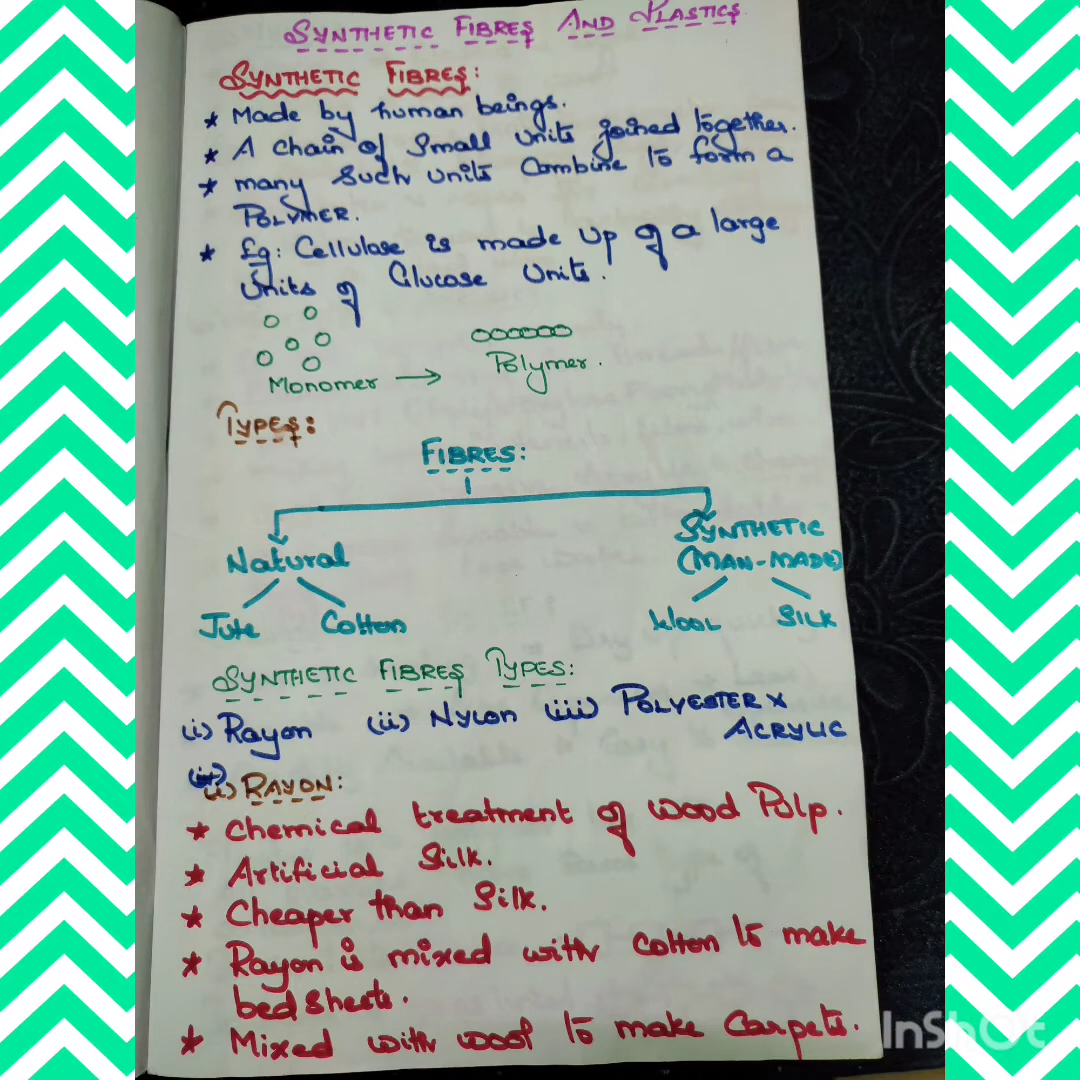 SYNTHETIC FIBRES AND PLASTICS
SYNTHETIC FIBRES:
* Made by human beings.
* A chain of small units joined together.
* many such units combine to form a
POLYMER.
* Eg: Cellulose is made up of a large
units of Glucose Units.
Monomer → Polymer.
TYPES:
FIBRES:
Natural SYNTHETIC
(MAN-MADE)
Jute Cotton WOOL SILK
SYNTHETIC FIBRES TYPES:
(i) Rayon (ii) NYLON (iii) POLYESTER X
ACRYLIC
(i) RAYON:
* Chemical treatment of wood Pulp.
* Artificial Silk.
* Cheaper than Silk.
* Rayon is mixed with cotton to make
bed sheets.
* Mixed with wool to make Carpets.
InShOt